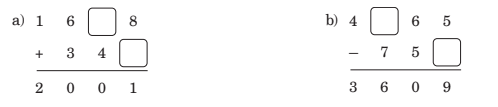 a) 1 6 □ 8 b) 4 □ 6 5
+ 3 4 □ − 7 5 □
2 0 0 1 3 6 0 9